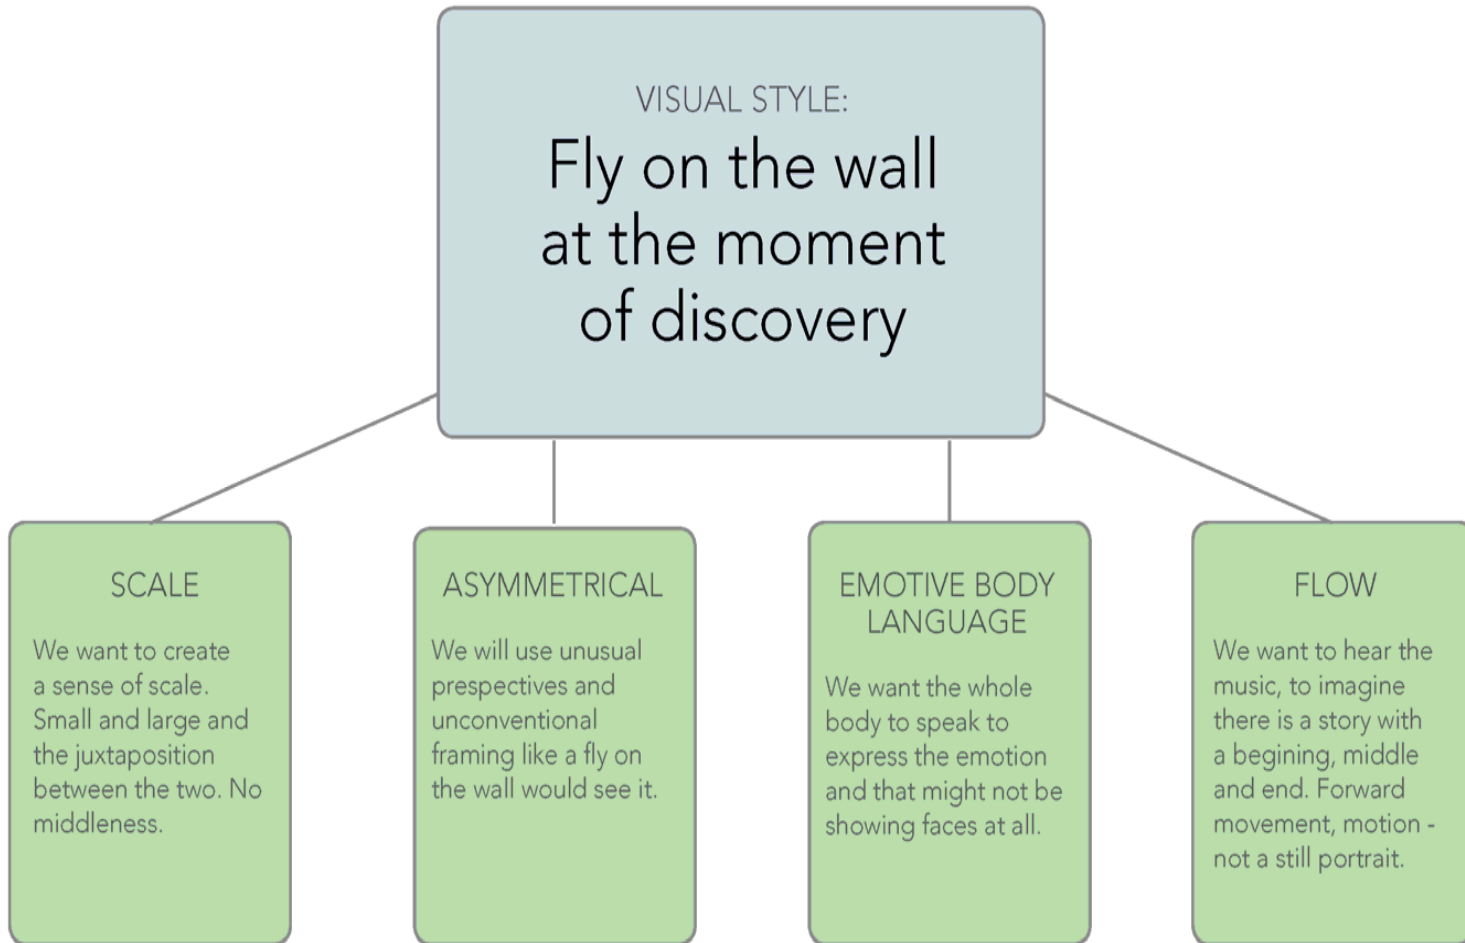 VISUAL STYLE:
Fly on the wall
at the moment
of discovery
SCALE
We want to create
a sense of scale.
Small and large and
the juxtaposition
between the two. No
middleness.
ASYMMETRICAL
We will use unusual
prespectives and
unconventional
framing like a fly on
the wall would see it.
EMOTIVE BODY
LANGUAGE
We want the whole
body to speak to
express the emotion
and that might not be
showing faces at all.
FLOW
We want to hear the
music, to imagine
there is a story with
a begining, middle
and end. Forward
movement, motion -
not a still portrait.